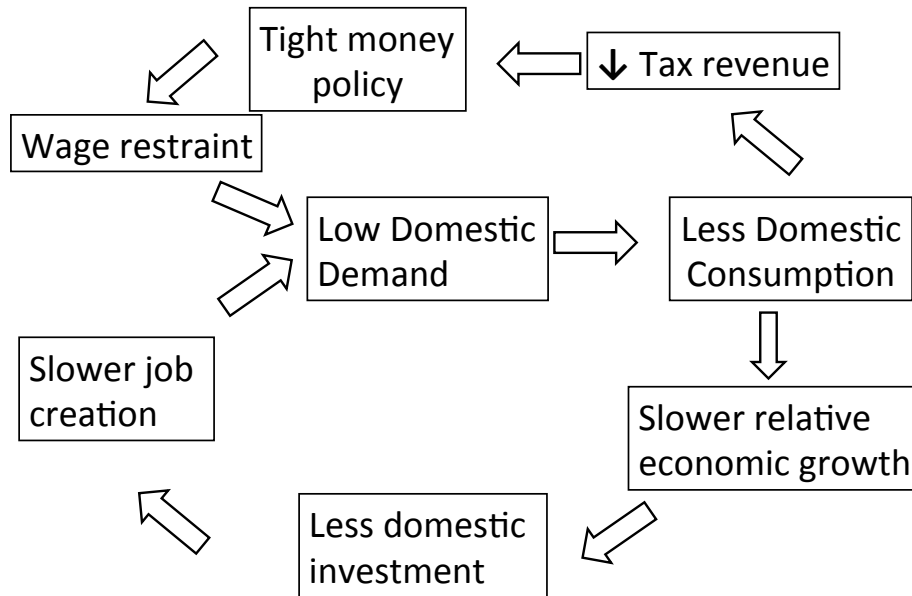 Tight money
policy
↓ Tax revenue
Wage restraint
Low Domestic
Demand
Less Domestic
Consumption
Slower job
creation
Slower relative
economic growth
Less domestic
investment